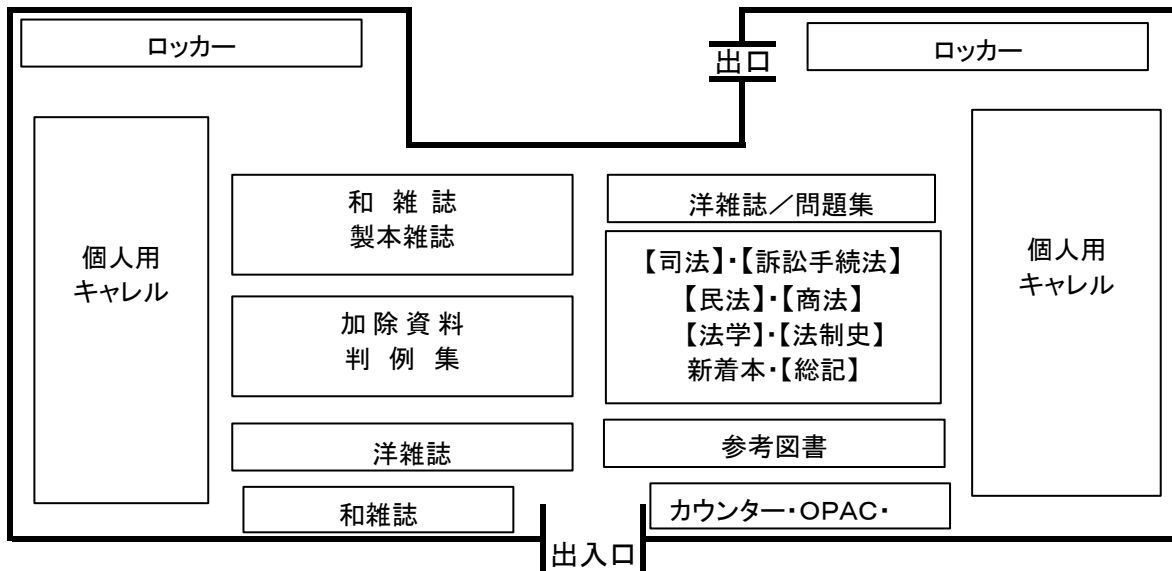 ロッカー
出口
ロッカー
個人用
キャレル
和 雑 誌
製本雑誌
加 除 資 料
判 例 集
洋雑誌
和雑誌
洋雑誌／問題集
【司法】・【訴訟手続法】
【民法】・【商法】
【法学】・【法制史】
新着本・【総記】
参考図書
カウンター・OPAC・
個人用
キャレル
出入口